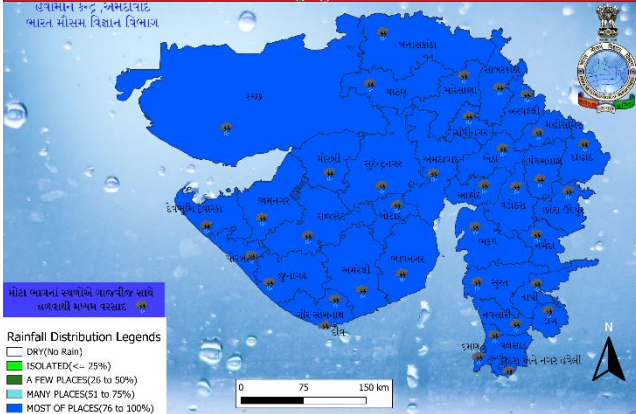 હવામાન કેન્દ્ર ,અમદાવાદ
ભારત મૌસમ વિજ્ઞાન વિભાગ
બનાસકાંઠા
પાટણ
મહેસાણા
સાબરકાંઠા
અરવલ્લી
કચ્છ
ગાંધીનગર
મહીસાગર
મોરબી
સુરેન્દ્રનગર
અમદાવાદ
ખેડા
પંચમહાલ
દાહોદ
જામનગર
દેવભૂમિ દ્વારકા
રાજકોટ
બોટાદ
આણંદ
વડોદરા
છોટા ઉદેપુર
ભરૂચ
નર્મદા
પોરબંદર
જુનાગઢ
અમરેલી
ભાવનગર
સુરત
તાપી
ગીર સોમનાથ
દીવ
નવસારી
ડાંગ
વલસાડ
દમણ
દાદરા અને નગર હવેલી
મોટા ભાગનાં સ્થળોએ ગાજવીજ સાથે
હળવાથી મધ્યમ વરસાદ
Rainfall Distribution Legends
DRY(No Rain)
ISOLATED(<= 25%)
A FEW PLACES(26 to 50%)
MANY PLACES(51 to 75%)
MOST OF PLACES(76 to 100%)
0 75 150 km
N